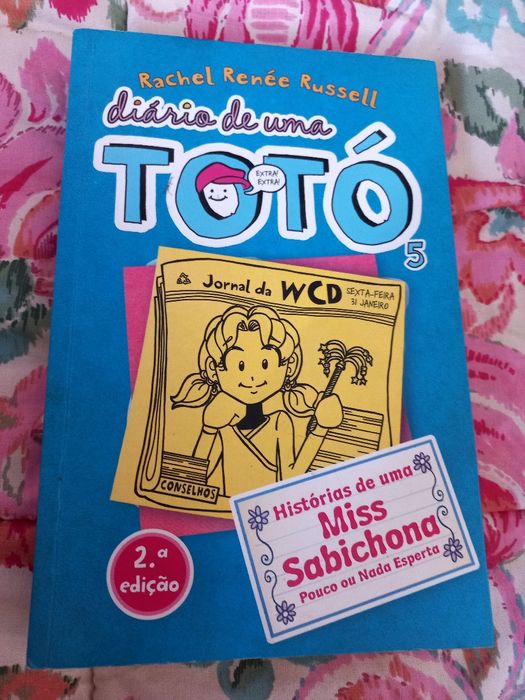 Rachel Renée Russell
diário de uma
TOTÓ
EXTRA!
EXTRA!
5
Jornal da WCD
SEXTA-FEIRA
31 JANEIRO
CONSELHOS
Histórias de uma
Miss
Sabichona
Pouco ou Nada Esperta
2.ª
edição